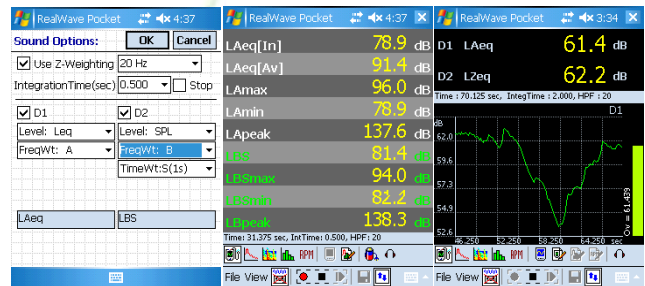 RealWave Pocket 4:37
Sound Options: OK Cancel
Use Z-Weighting 20 Hz
IntegrationTime(sec) 0.500 Stop
D1 D2
Level: Leq Level: SPL
FreqWt: A FreqWt: B
TimeWt:S(1s)
LAeq LBS
RealWave Pocket 4:37
LAeq[In] 78.9 dB
LAeq[Av] 91.4 dB
LAmax 96.0 dB
LAmin 78.9 dB
LApeak 137.6 dB
LBS 81.4 dB
LBSmax 94.0 dB
LBSmin 82.2 dB
LBpeak 138.3 dB
Time: 31.375 sec, IntTime: 0.500, HPF: 20
RPM
File View
RealWave Pocket 3:34
D1 LAeq 61.4 dB
D2 LZeq 62.2 dB
Time : 70.125 sec, IntegTime : 2.000, HPF : 20
D1
dB
62.0
59.6
57.3
54.9
52.6
46.250 52.250 58.250 64.250 sec
Ov = 61.439
RPM
File View